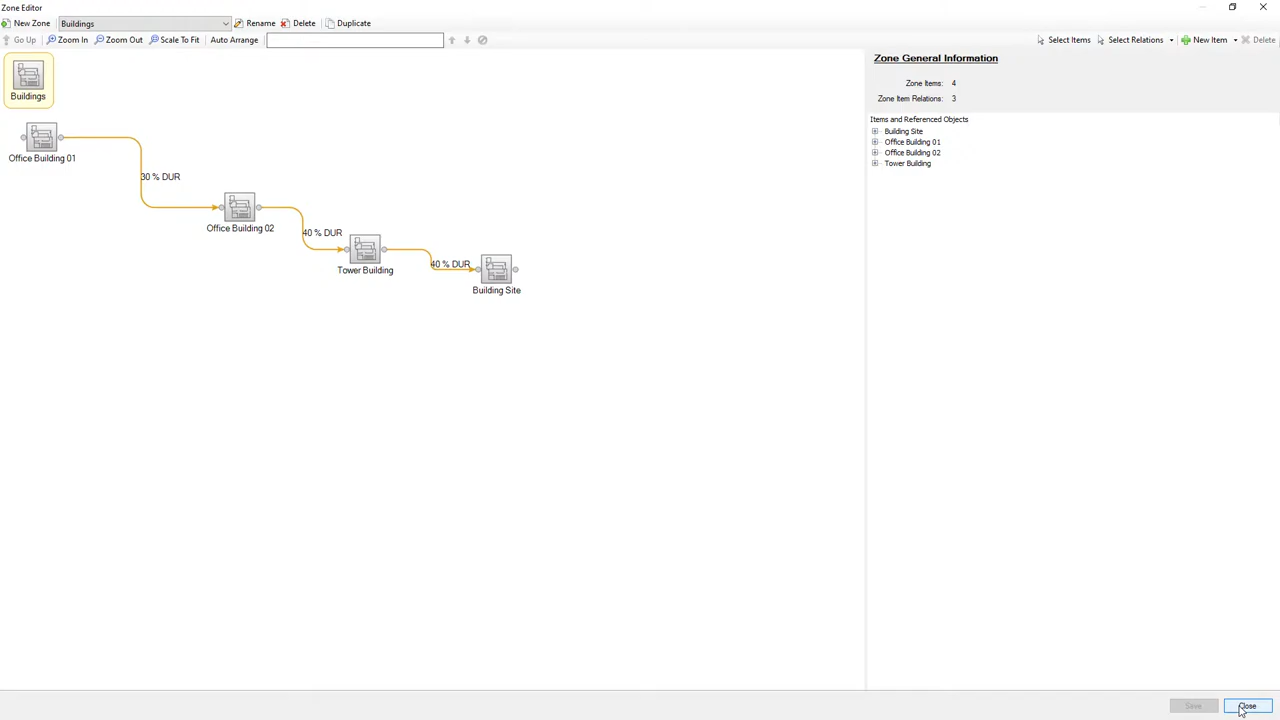 Zone Editor
New Zone Buildings Rename Delete Duplicate
Go Up Zoom In Zoom Out Scale To Fit Auto Arrange Select Items Select Relations New Item Delete
Buildings
Office Building 01
30 % DUR
Office Building 02
40 % DUR
Tower Building
40 % DUR
Building Site
Zone General Information
Zone Items: 4
Zone Item Relations: 3
Items and Referenced Objects
Building Site
Office Building 01
Office Building 02
Tower Building
Save Close